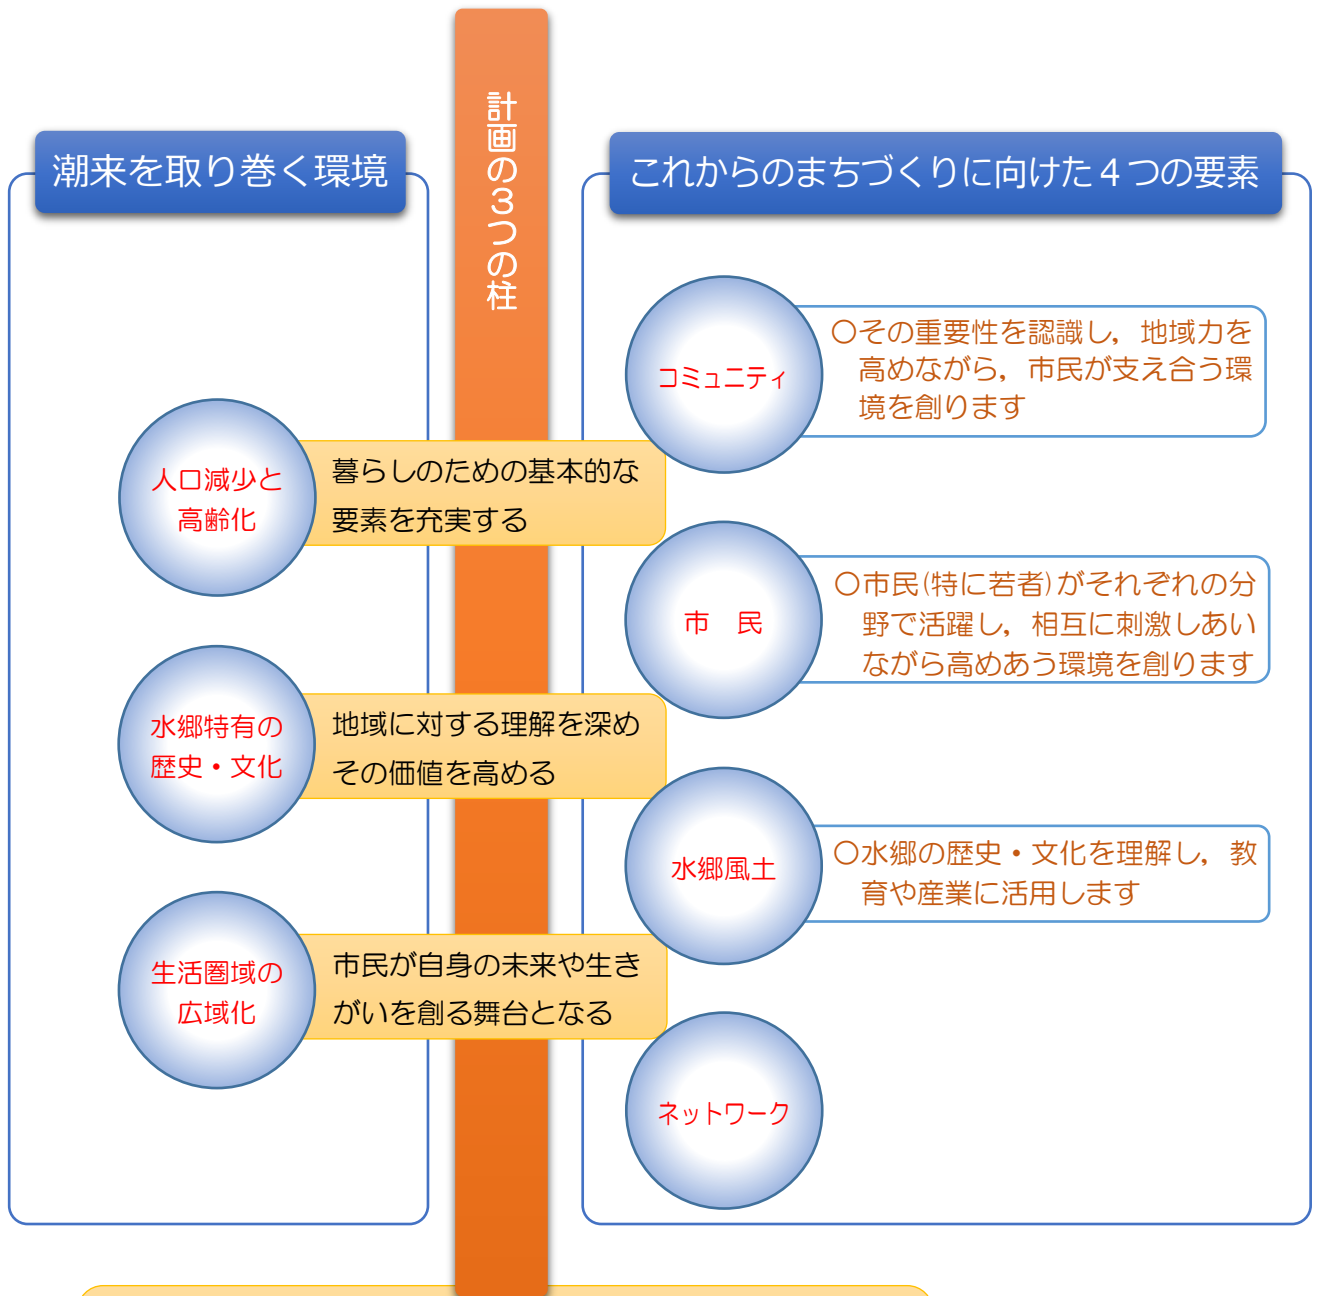 計画の３つの柱
潮来を取り巻く環境
人口減少と
高齢化
水郷特有の
歴史・文化
生活圏域の
広域化
暮らしのための基本的な
要素を充実する
地域に対する理解を深め
その価値を高める
市民が自身の未来や生き
がいを創る舞台となる
これからのまちづくりに向けた４つの要素
コミュニティ
○その重要性を認識し，地域力を
高めながら，市民が支え合う環
境を創ります
市　民
○市民(特に若者)がそれぞれの分
野で活躍し，相互に刺激しあい
ながら高めあう環境を創ります
水郷風土
○水郷の歴史・文化を理解し，教
育や産業に活用します
ネットワーク